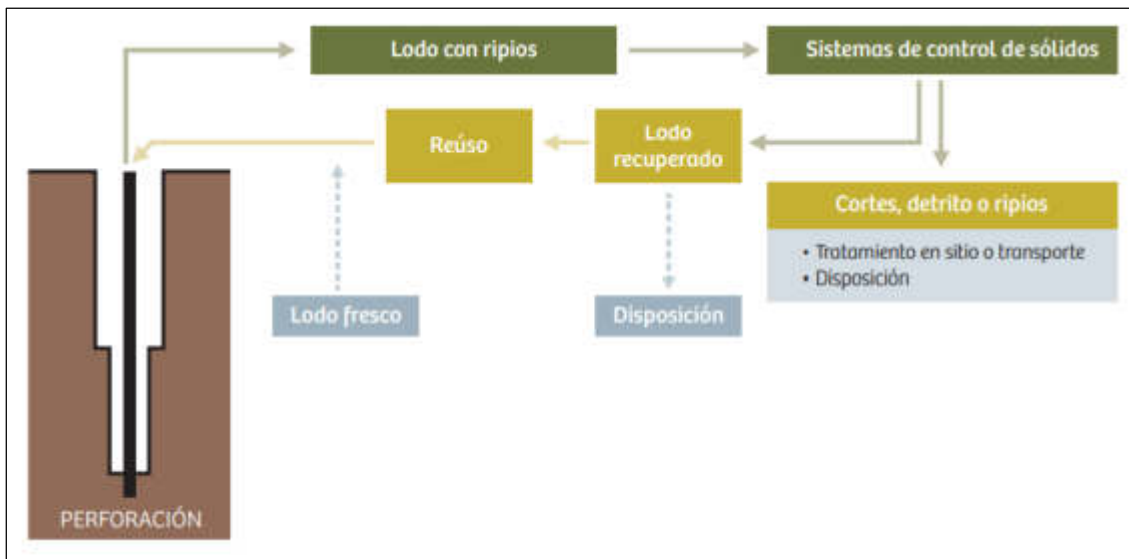 Lodo con ripios
Sistemas de control de sólidos
Reúso
Lodo
recuperado
Cortes, detrito o ripios
• Tratamiento en sitio o transporte
• Disposición
Lodo fresco
Disposición
PERFORACIÓN